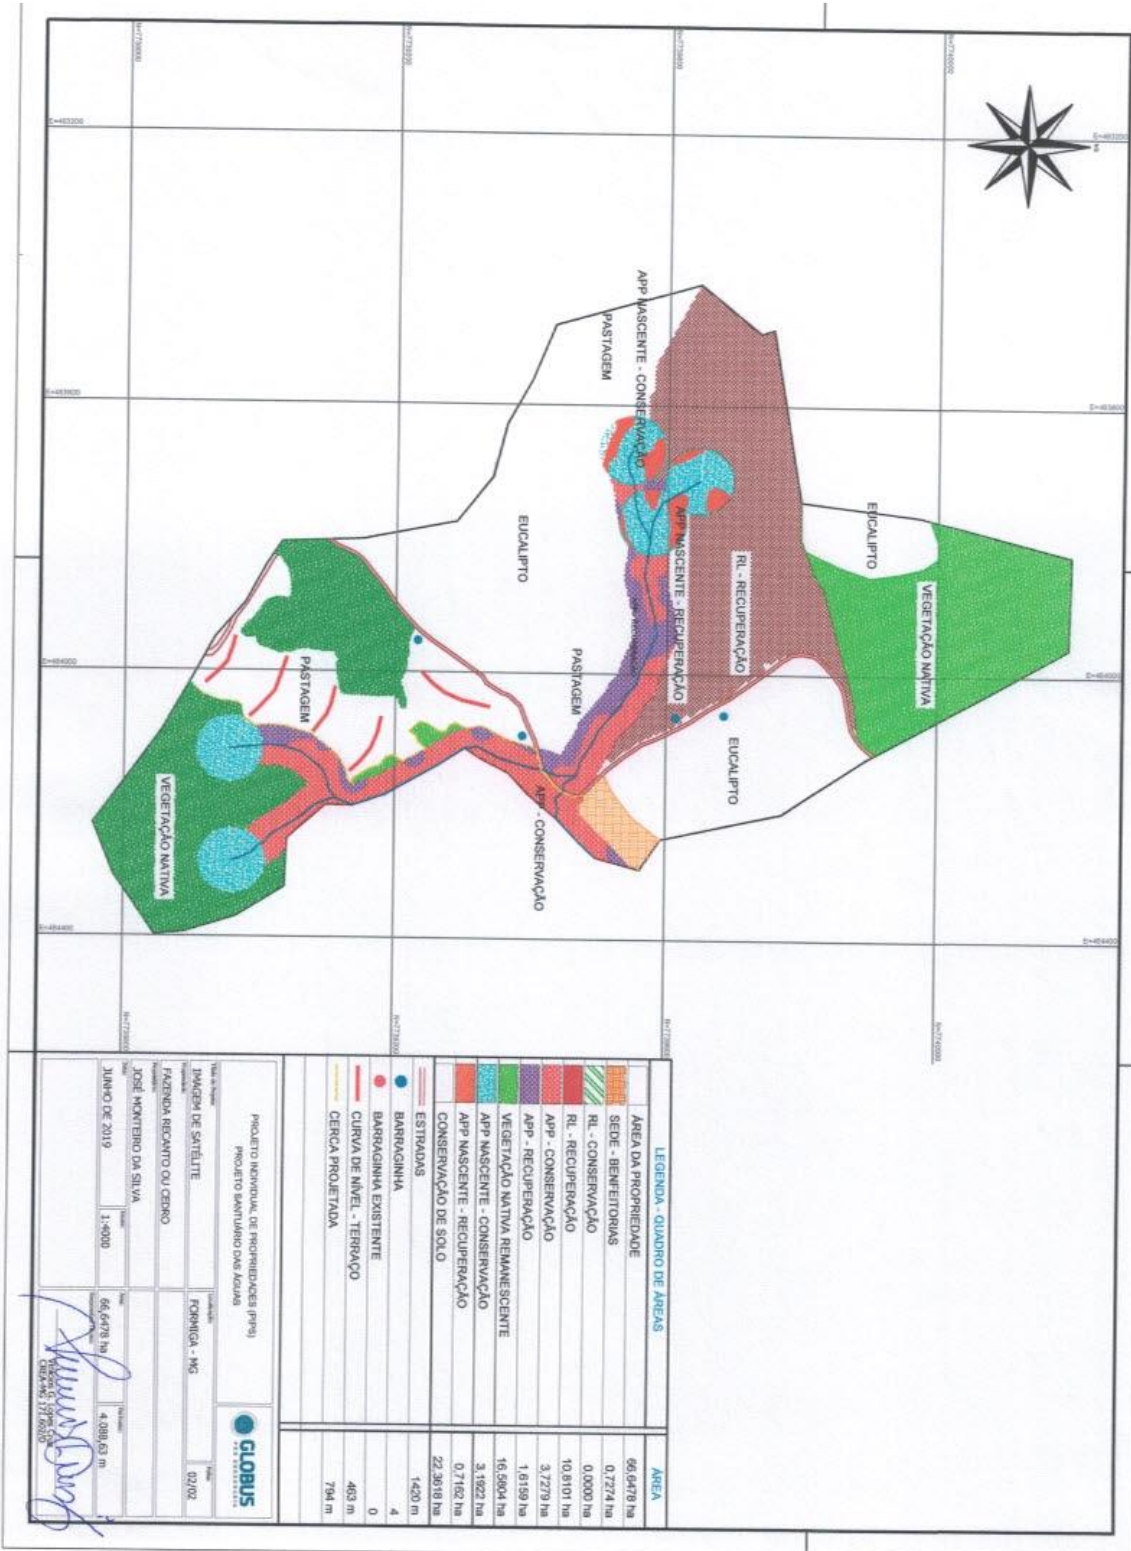 APP NASCENTE - CONSERVAÇÃO
PASTAGEM
EUCALIPTO
EUCALIPTO
VEGETAÇÃO NATIVA
RL - RECUPERAÇÃO
APP NASCENTE - RECUPERAÇÃO
PASTAGEM
EUCALIPTO
PASTAGEM
APP - CONSERVAÇÃO
VEGETAÇÃO NATIVA
LEGENDA - QUADRO DE ÁREAS ÁREA
ÁREA DA PROPRIEDADE 66,6478 ha
SEDE - BENFEITORIAS 0,7274 ha
RL - CONSERVAÇÃO 0,0000 ha
RL - RECUPERAÇÃO 10,8101 ha
APP - CONSERVAÇÃO 3,7279 ha
APP - RECUPERAÇÃO 1,6159 ha
VEGETAÇÃO NATIVA REMANESCENTE
APP NASCENTE - CONSERVAÇÃO 3,1922 ha
APP NASCENTE - RECUPERAÇÃO 0,7162 ha
CONSERVAÇÃO DE SOLO 22,3618 ha
ESTRADAS 1420 m
BARRAGINHA 4
BARRAGINHA EXISTENTE 0
CURVA DE NÍVEL - TERRAÇO 463 m
CERCA PROJETADA 794 m
PROJETO INDIVIDUAL DE PROPRIEDADES (PIPS)
PROJETO SANTUÁRIO DAS ÁGUAS
GLOBUS
IMAGEM DE SATÉLITE
FORMIGA - MG
02/02
FAZENDA RECANTO OU CEDRO
JOSÉ MONTEIRO DA SILVA
JUNHO DE 2019
1:4000
66,6478 ha
4.088,63 m